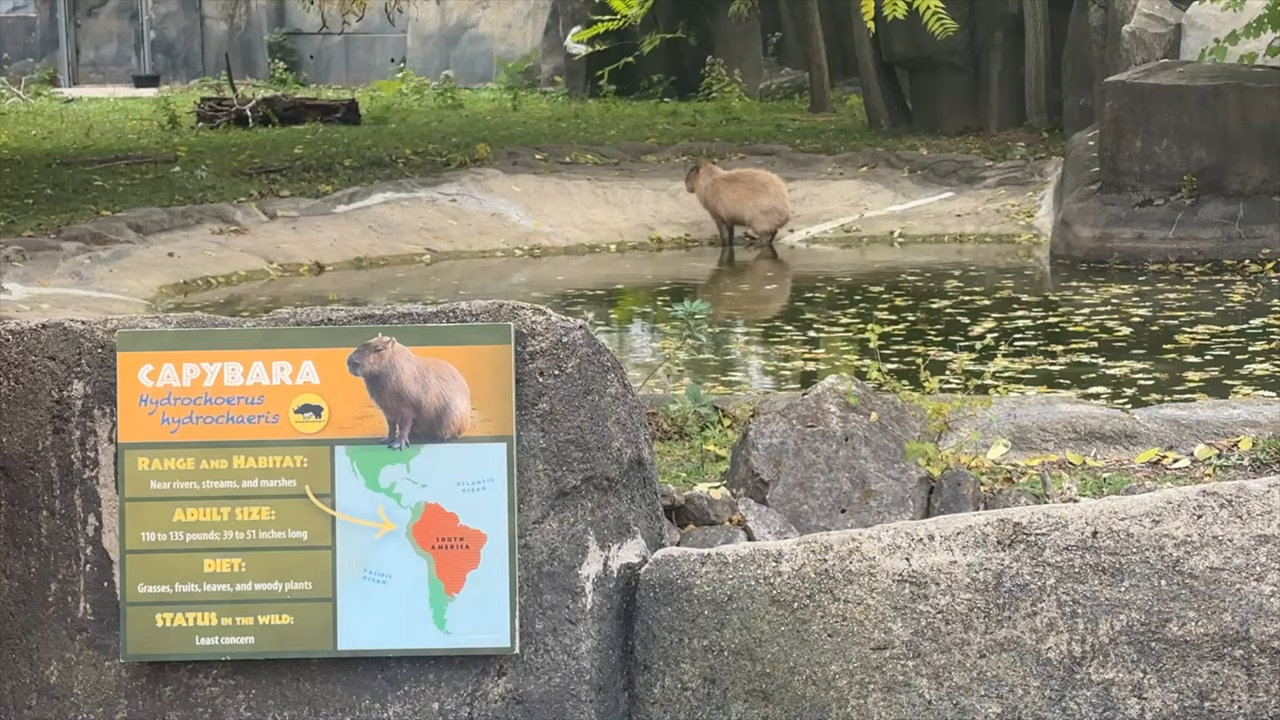 CAPYBARA
Hydrochoerus
hydrochaeris
RANGE AND HABITAT:
Near rivers, streams, and marshes
ADULT SIZE:
110 to 135 pounds; 39 to 51 inches long
DIET:
Grasses, fruits, leaves, and woody plants
STATUS IN THE WILD:
Least concern
ATLANTIC
OCEAN
SOUTH
AMERICA
PACIFIC
OCEAN